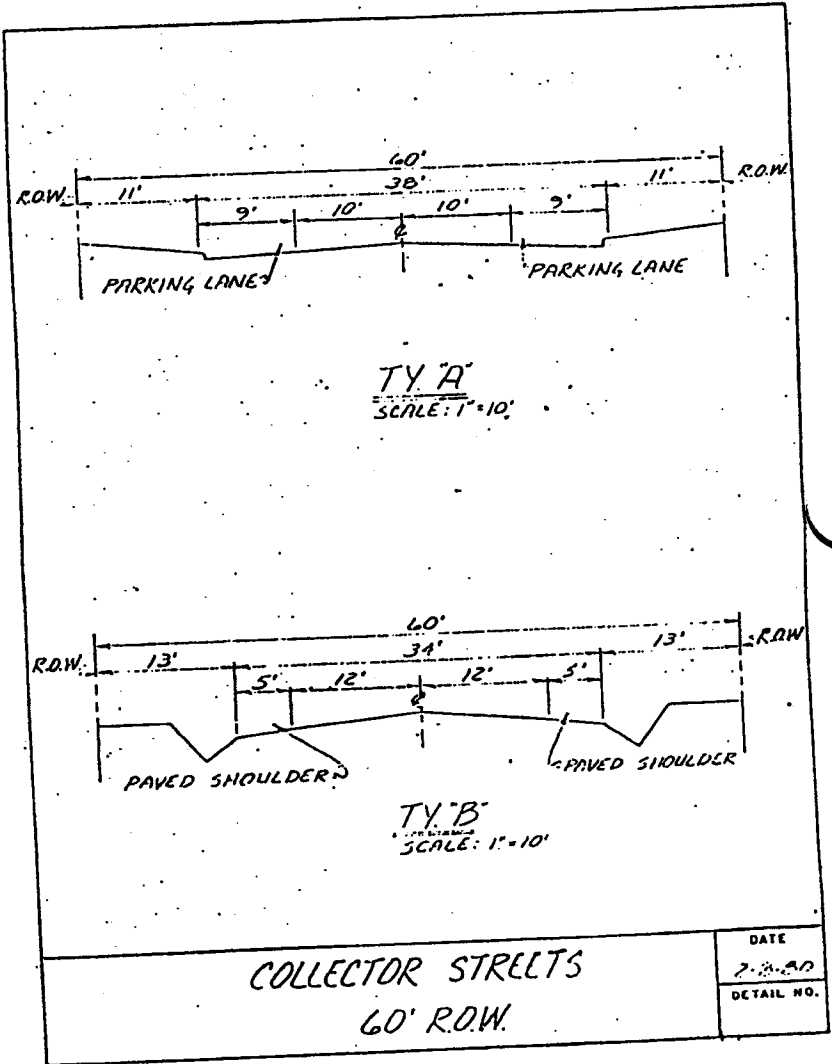 60'
R.O.W. 11' 38' 11' R.O.W.
9' 10' 10' 9'
℄
PARKING LANE PARKING LANE
TY. "A"
SCALE: 1"=10'
60'
R.O.W. 13' 34' 13' R.O.W
5' 12' 12' 5'
℄
PAVED SHOULDER PAVED SHOULDER
TY. "B"
SCALE: 1"=10'
COLLECTOR STREETS
60' R.O.W.
DATE
DETAIL NO.